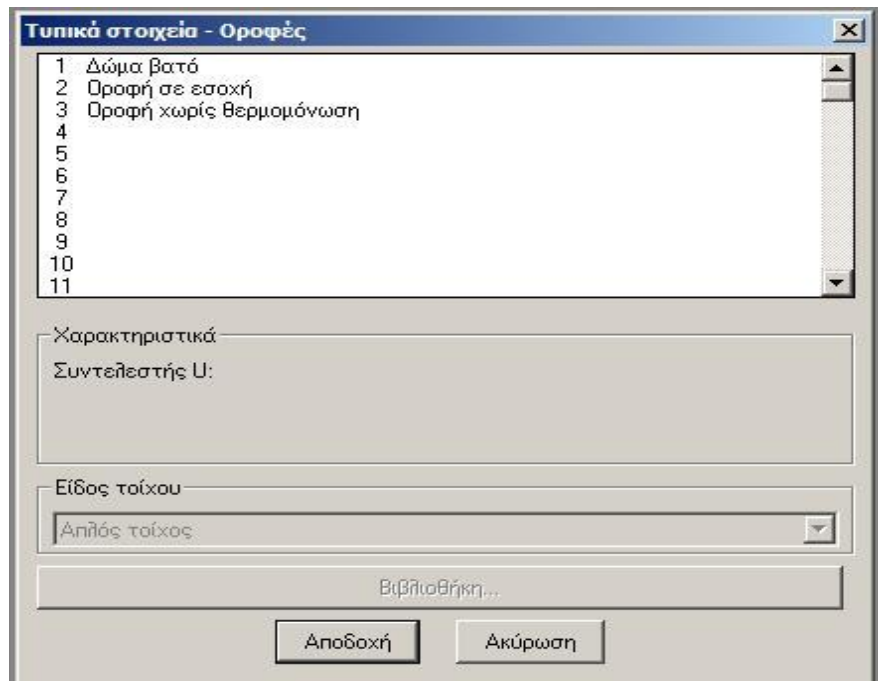 Τυπικά στοιχεία - Οροφές
1 Δώμα βατό
2 Οροφή σε εσοχή
3 Οροφή χωρίς θερμομόνωση
4
5
6
7
8
9
10
11
Χαρακτηριστικά
Συντελεστής U:
Είδος τοίχου
Απλός τοίχος
Βιβλιοθήκη...
Αποδοχή Ακύρωση